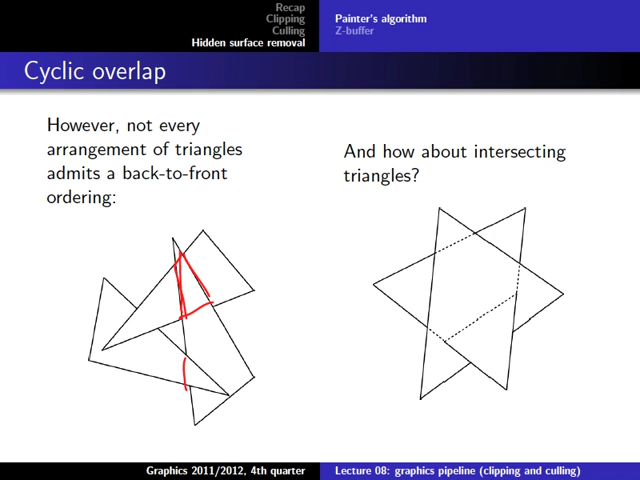 Recap
Clipping
Culling
Hidden surface removal
Painter's algorithm
Z-buffer
Cyclic overlap
However, not every
arrangement of triangles
admits a back-to-front
ordering:
And how about intersecting
triangles?
Graphics 2011/2012, 4th quarter
Lecture 08: graphics pipeline (clipping and culling)